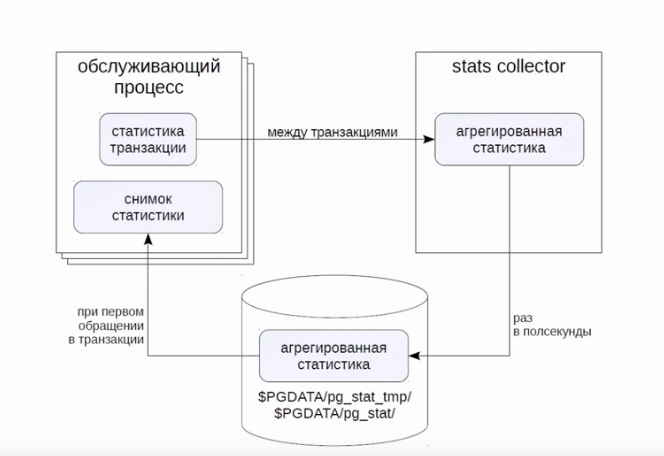 обслуживающий
процесс
stats collector
статистика
транзакции
между транзакциями
агрегированная
статистика
снимок
статистики
при первом
обращении
в транзакции
раз
в полсекунды
агрегированная
статистика
$PGDATA/pg_stat_tmp/
$PGDATA/pg_stat/